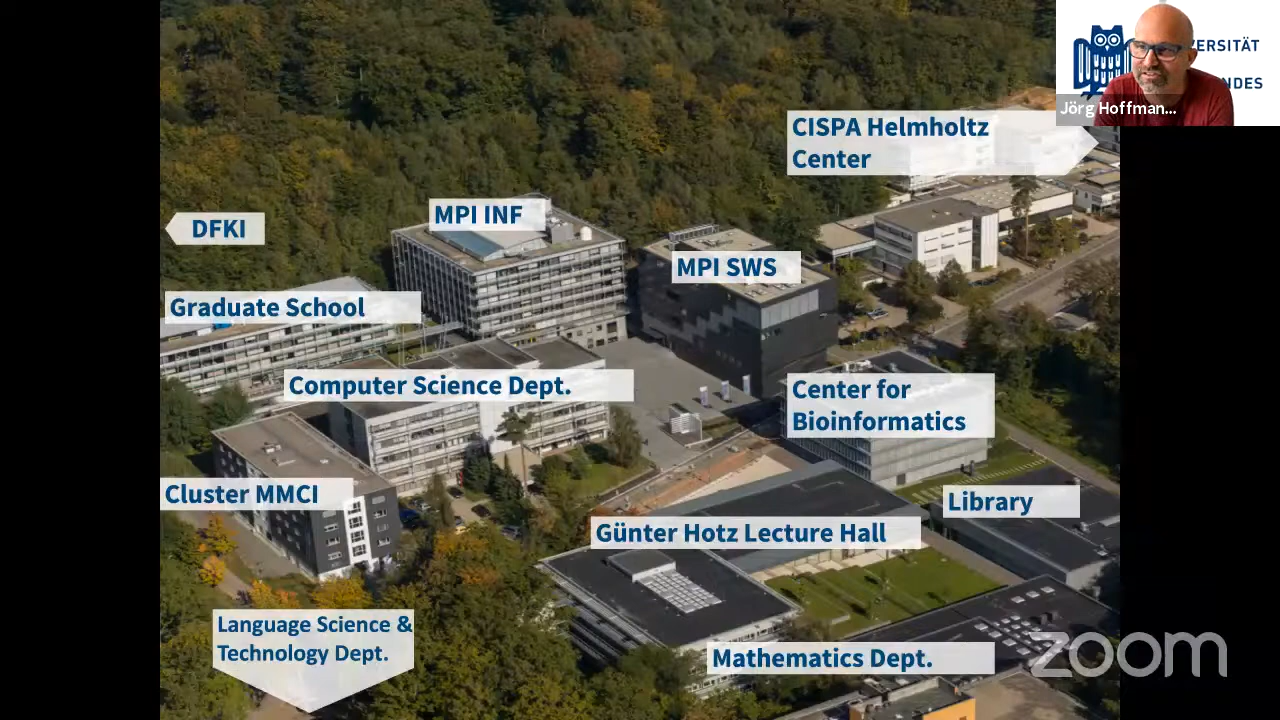 VERSITÄT
NDES
Jörg Hoffman...
CISPA Helmholtz
Center
MPI INF
DFKI
MPI SWS
Graduate School
Computer Science Dept.
Center for
Bioinformatics
Cluster MMCI
Library
Günter Hotz Lecture Hall
Language Science &
Technology Dept.
Mathematics Dept.
zoom